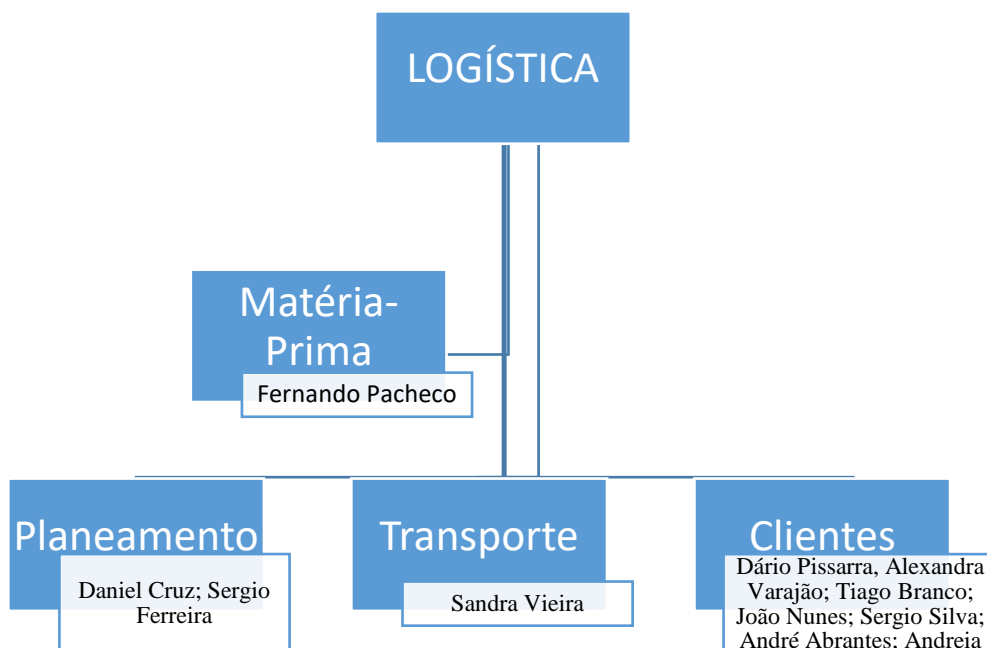 LOGÍSTICA
Matéria-
Prima
Fernando Pacheco
Planeamento
Daniel Cruz; Sergio
Ferreira
Transporte
Sandra Vieira
Clientes
Dário Pissarra, Alexandra
Varajão; Tiago Branco;
João Nunes; Sergio Silva;
André Abrantes; Andreia